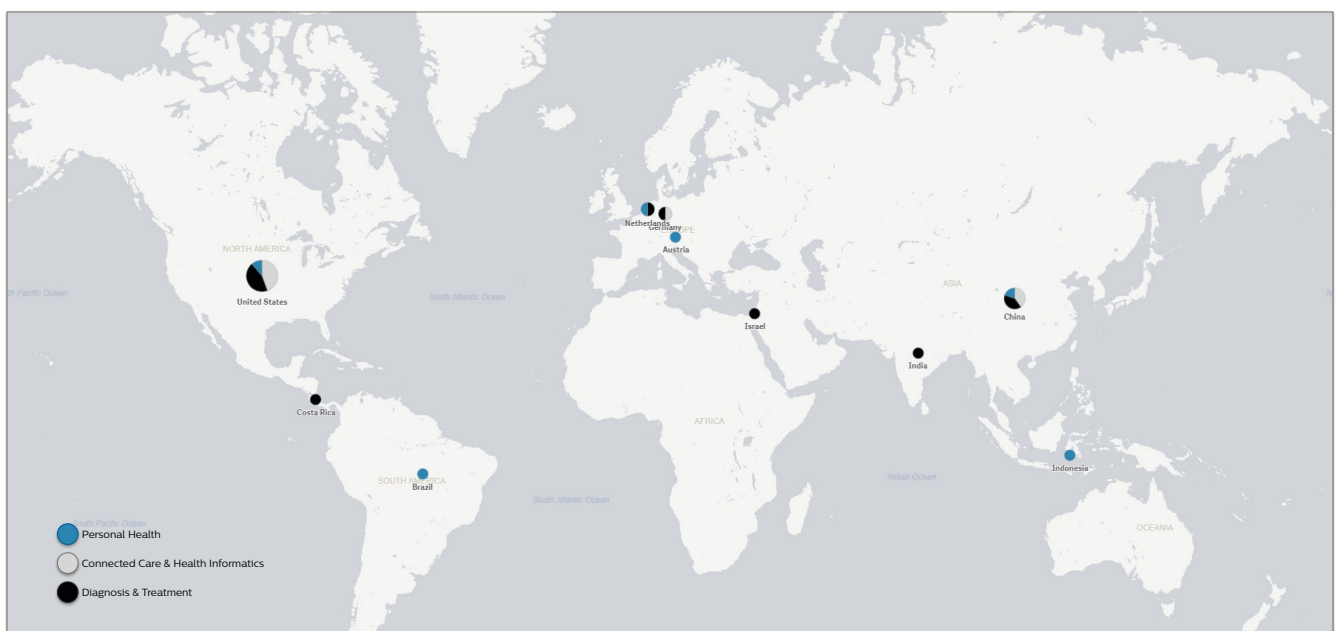 NORTH AMERICA
United States
th Pacific Ocean
North Atlantic Ocean
Netherlands
Germany
Austria
ASIA
China
Israel
India
Costa Rica
AFRICA
Indonesia
SOUTH AMERICA
Brazil
Indian Ocean
South Atlantic Ocean
South Pacific Ocean
OCEANIA
Personal Health
Connected Care & Health Informatics
Diagnosis & Treatment